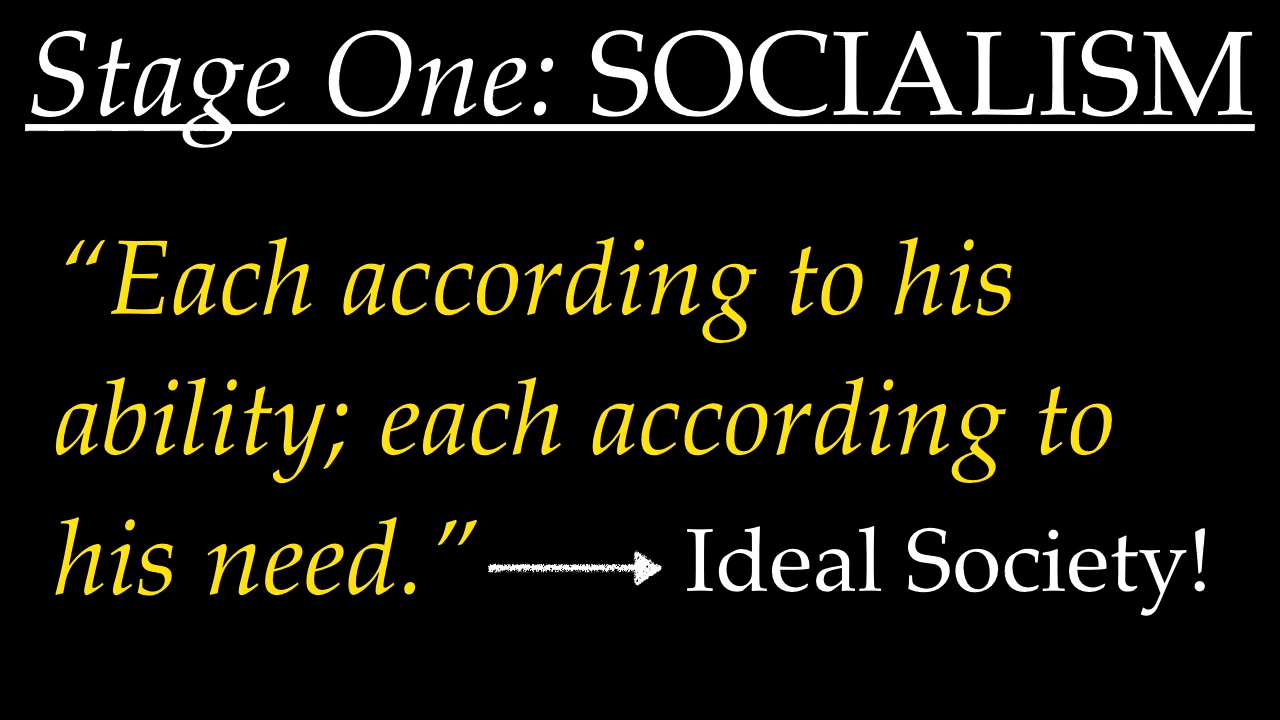 Stage One: SOCIALISM
“Each according to his
ability; each according to
his need.” Ideal Society!